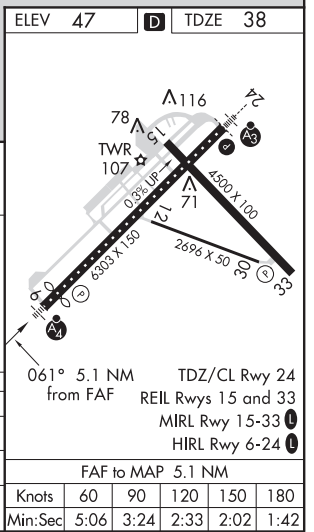 ELEV 47 D TDZE 38
116
24
78
A3
TWR
107
15
P
0.3% UP
71
4500 X 100
12
6303 X 150
2696 X 50
30
P
33
6
P
A4
061° 5.1 NM
from FAF
TDZ/CL Rwy 24
REIL Rwys 15 and 33
MIRL Rwy 15-33 L
HIRL Rwy 6-24 L
FAF to MAP 5.1 NM
Knots 60 90 120 150 180
Min:Sec 5:06 3:24 2:33 2:02 1:42